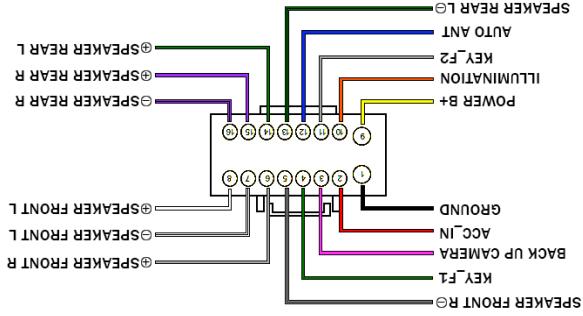 SPEAKER FRONT R⊖
KEY_F1
BACK UP CAMERA
ACC_IN
GROUND
⊕SPEAKER FRONT R
⊖SPEAKER FRONT L
⊕SPEAKER FRONT L
1 2 3 4 5 6 7 8
9 10 11 12 13 14 15 16
POWER B+
ILLUMINATION
KEY_F2
AUTO ANT
SPEAKER REAR L⊖
⊖SPEAKER REAR R
⊕SPEAKER REAR R
⊕SPEAKER REAR L